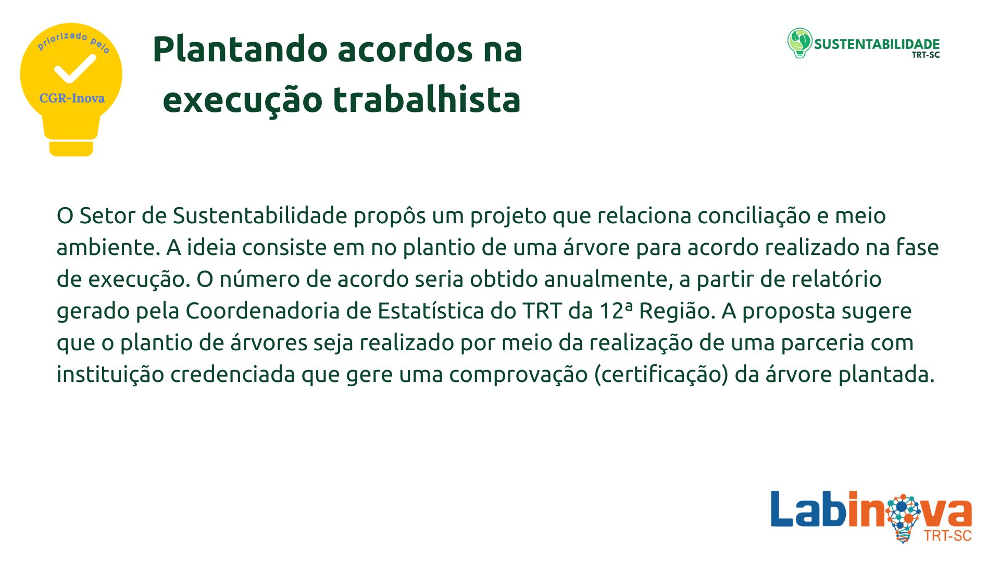 priorizado pelo
CGR-Inova
Plantando acordos na
execução trabalhista
SUSTENTABILIDADE
TRT-SC
O Setor de Sustentabilidade propôs um projeto que relaciona conciliação e meio
ambiente. A ideia consiste em no plantio de uma árvore para acordo realizado na fase
de execução. O número de acordo seria obtido anualmente, a partir de relatório
gerado pela Coordenadoria de Estatística do TRT da 12ª Região. A proposta sugere
que o plantio de árvores seja realizado por meio da realização de uma parceria com
instituição credenciada que gere uma comprovação (certificação) da árvore plantada.
Labinova
TRT-SC